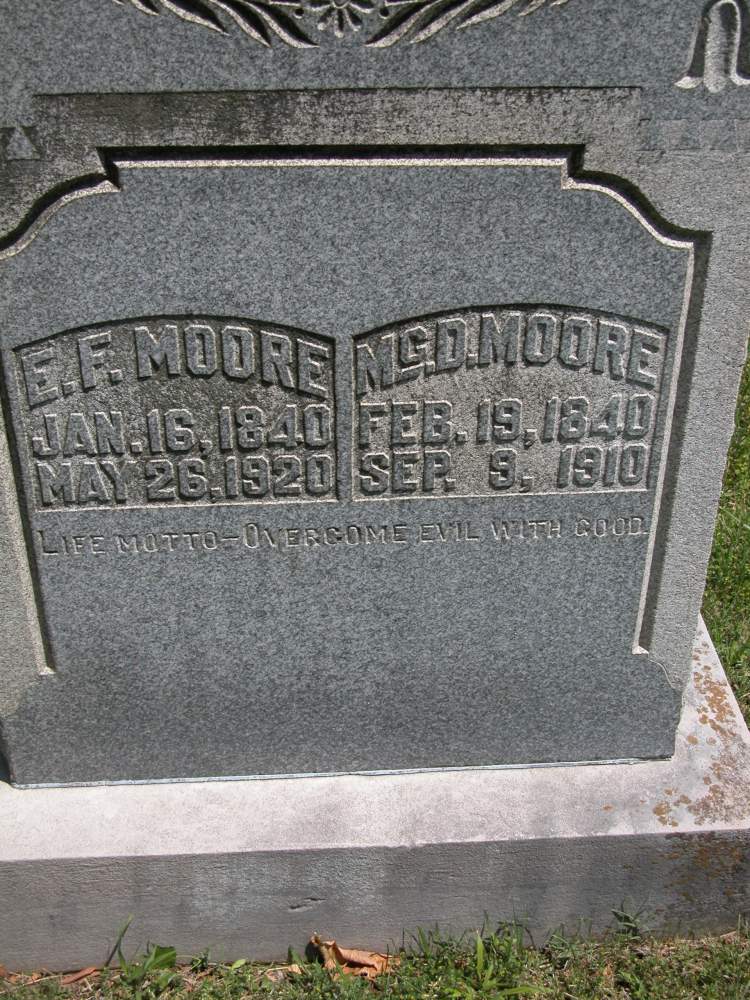 E. F. MOORE
JAN. 16, 1840
MAY 26, 1920
Mc. D. MOORE
FEB. 19, 1840
SEP. 9, 1910
LIFE MOTTO–OVERCOME EVIL WITH GOOD.